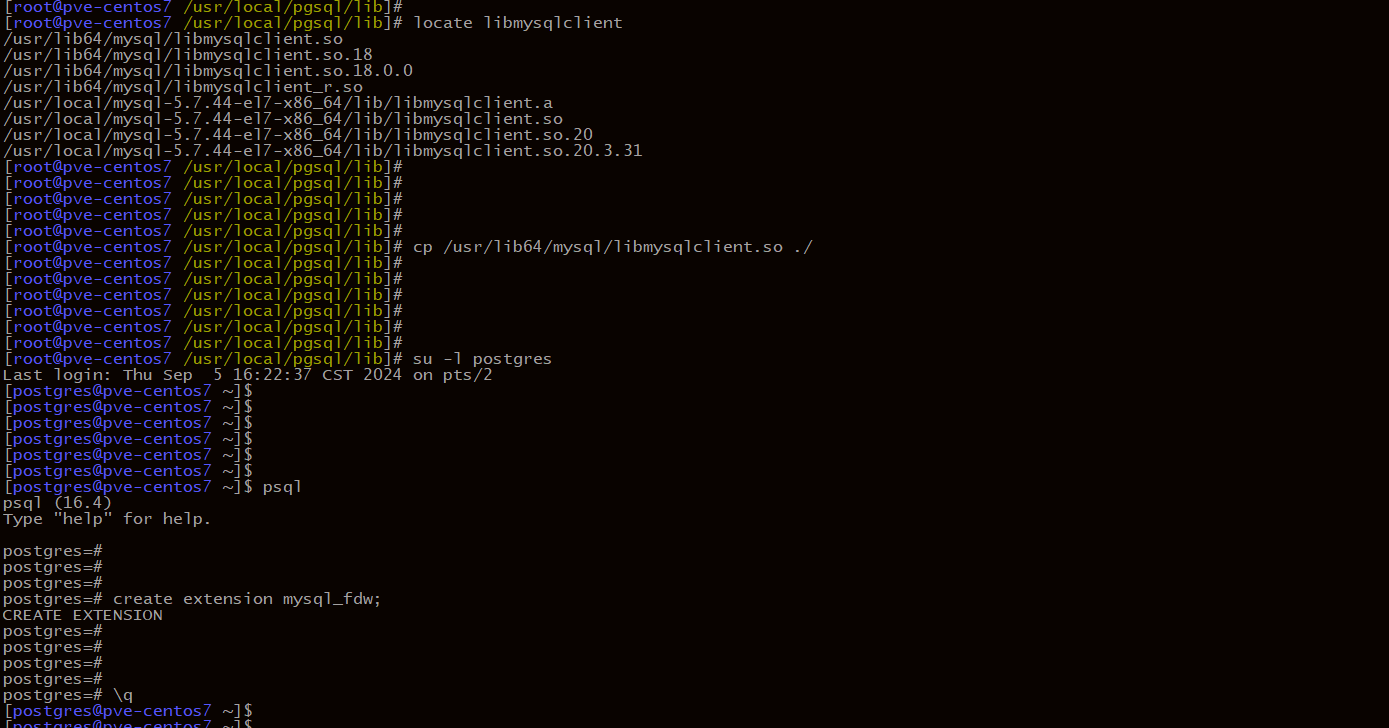 [root@pve-centos7 /usr/local/pgsql/lib]#
[root@pve-centos7 /usr/local/pgsql/lib]# locate libmysqlclient
/usr/lib64/mysql/libmysqlclient.so
/usr/lib64/mysql/libmysqlclient.so.18
/usr/lib64/mysql/libmysqlclient.so.18.0.0
/usr/lib64/mysql/libmysqlclient_r.so
/usr/local/mysql-5.7.44-el7-x86_64/lib/libmysqlclient.a
/usr/local/mysql-5.7.44-el7-x86_64/lib/libmysqlclient.so
/usr/local/mysql-5.7.44-el7-x86_64/lib/libmysqlclient.so.20
/usr/local/mysql-5.7.44-el7-x86_64/lib/libmysqlclient.so.20.3.31
[root@pve-centos7 /usr/local/pgsql/lib]#
[root@pve-centos7 /usr/local/pgsql/lib]#
[root@pve-centos7 /usr/local/pgsql/lib]#
[root@pve-centos7 /usr/local/pgsql/lib]#
[root@pve-centos7 /usr/local/pgsql/lib]#
[root@pve-centos7 /usr/local/pgsql/lib]# cp /usr/lib64/mysql/libmysqlclient.so ./
[root@pve-centos7 /usr/local/pgsql/lib]#
[root@pve-centos7 /usr/local/pgsql/lib]#
[root@pve-centos7 /usr/local/pgsql/lib]#
[root@pve-centos7 /usr/local/pgsql/lib]#
[root@pve-centos7 /usr/local/pgsql/lib]#
[root@pve-centos7 /usr/local/pgsql/lib]#
[root@pve-centos7 /usr/local/pgsql/lib]# su -l postgres
Last login: Thu Sep  5 16:22:37 CST 2024 on pts/2
[postgres@pve-centos7 ~]$
[postgres@pve-centos7 ~]$
[postgres@pve-centos7 ~]$
[postgres@pve-centos7 ~]$
[postgres@pve-centos7 ~]$
[postgres@pve-centos7 ~]$
[postgres@pve-centos7 ~]$ psql
psql (16.4)
Type "help" for help.

postgres=#
postgres=#
postgres=#
postgres=# create extension mysql_fdw;
CREATE EXTENSION
postgres=#
postgres=#
postgres=#
postgres=#
postgres=# \q
[postgres@pve-centos7 ~]$
[postgres@pve-centos7 ~]$